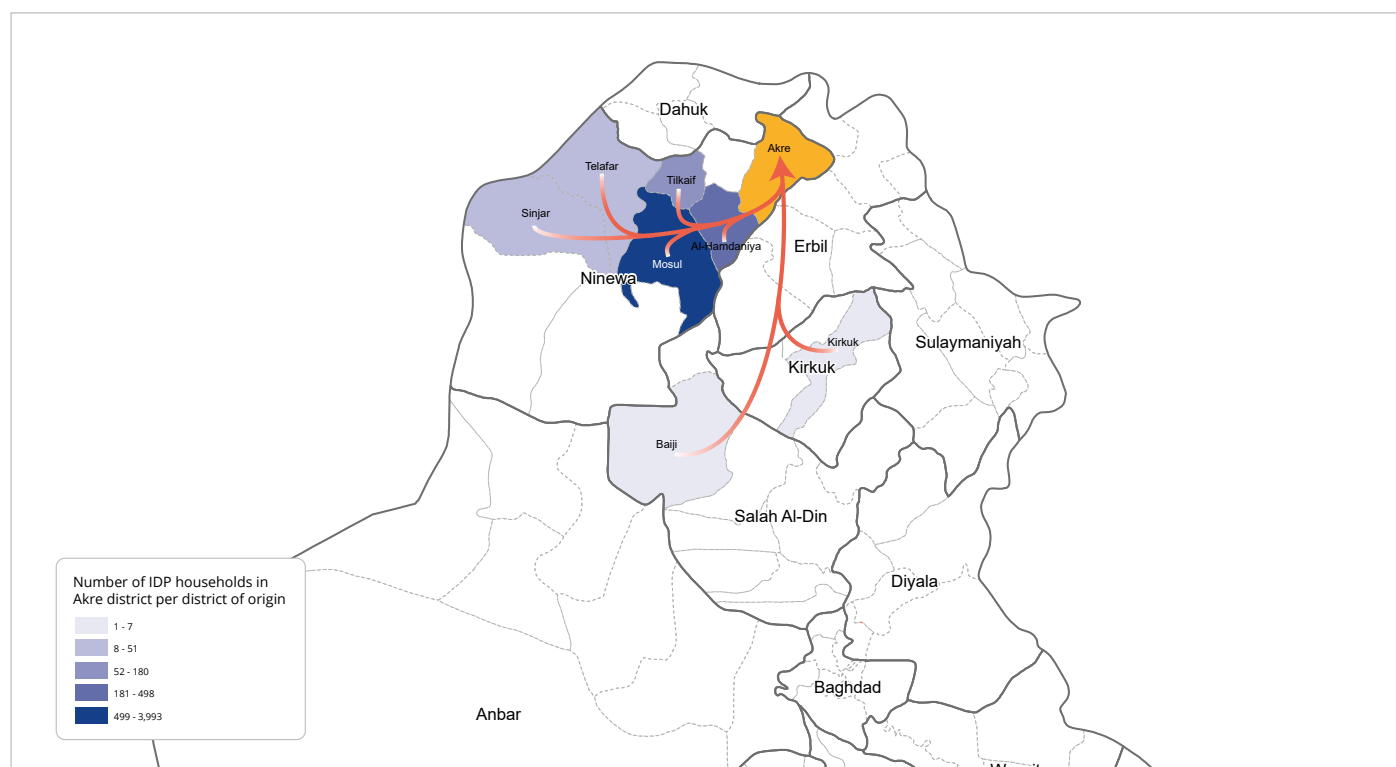 Dahuk
Akre
Telafar
Tilkaif
Sinjar
Al-Hamdaniya
Erbil
Mosul
Ninewa
Kirkuk
Sulaymaniyah
Kirkuk
Baiji
Salah Al-Din
Diyala
Baghdad
Anbar
Number of IDP households in
Akre district per district of origin
1 - 7
8 - 51
52 - 180
181 - 498
499 - 3,993